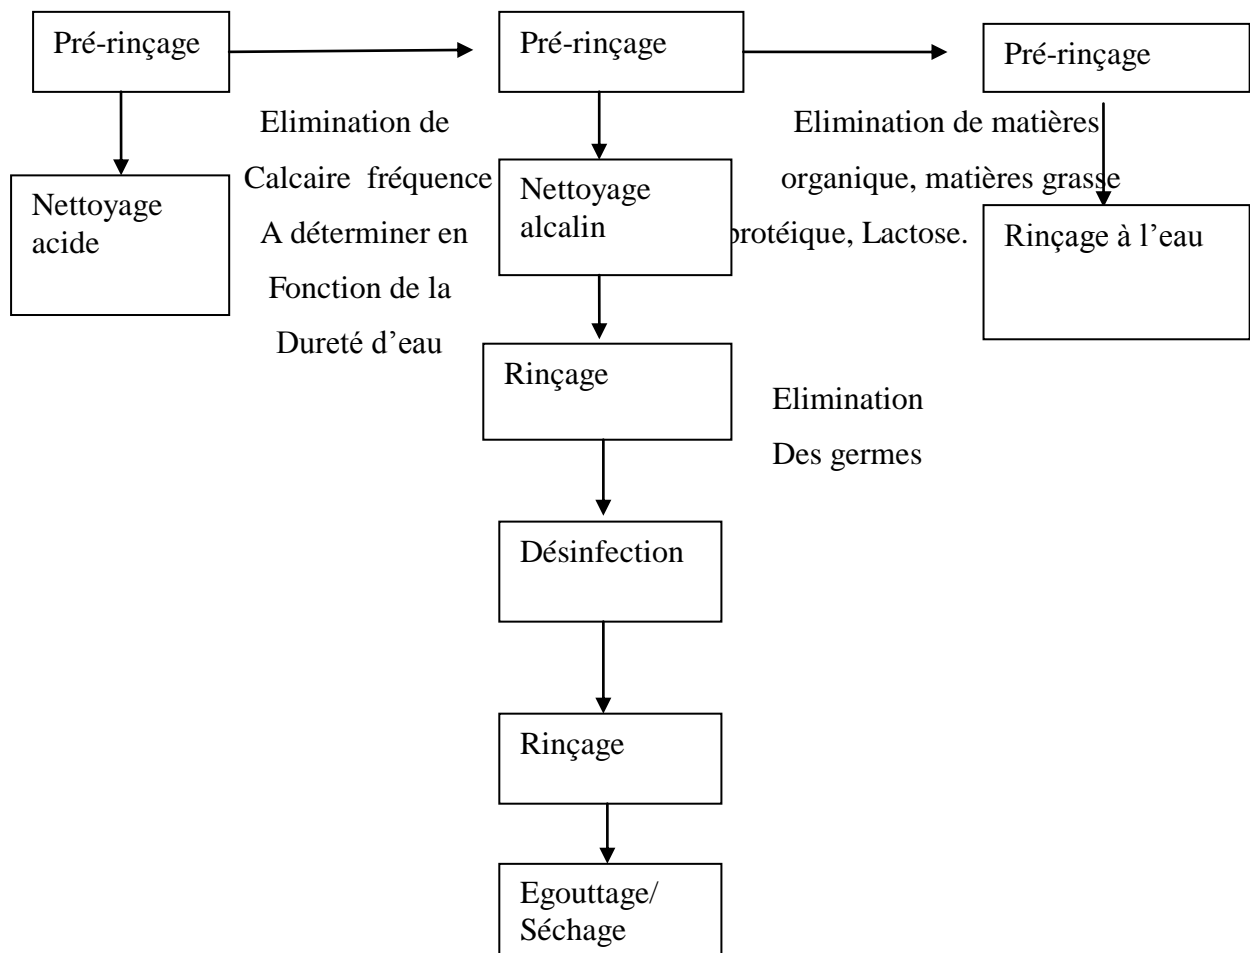 Pré-rinçage
Pré-rinçage
Pré-rinçage
Elimination de
Calcaire fréquence
A déterminer en
Fonction de la
Dureté d’eau
Elimination de matières
organique, matières grasse
protéique, Lactose.
Nettoyage
acide
Nettoyage
alcalin
Rinçage à l’eau
Rinçage
Elimination
Des germes
Désinfection
Rinçage
Egouttage/
Séchage